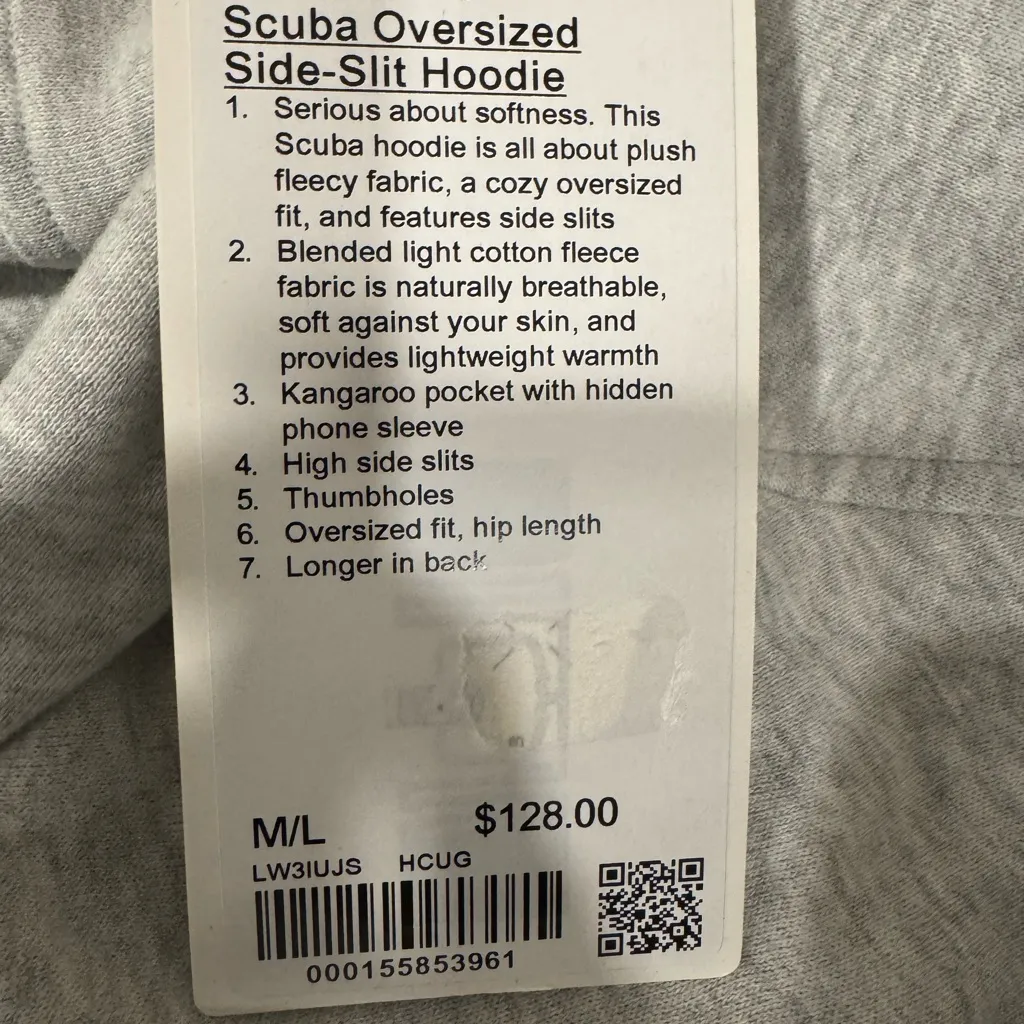 Scuba Oversized
Side-Slit Hoodie
1. Serious about softness. This
Scuba hoodie is all about plush
fleecy fabric, a cozy oversized
fit, and features side slits
2. Blended light cotton fleece
fabric is naturally breathable,
soft against your skin, and
provides lightweight warmth
3. Kangaroo pocket with hidden
phone sleeve
4. High side slits
5. Thumbholes
6. Oversized fit, hip length
7. Longer in back
M/L $128.00
LW3IUJS HCUG
000155853961